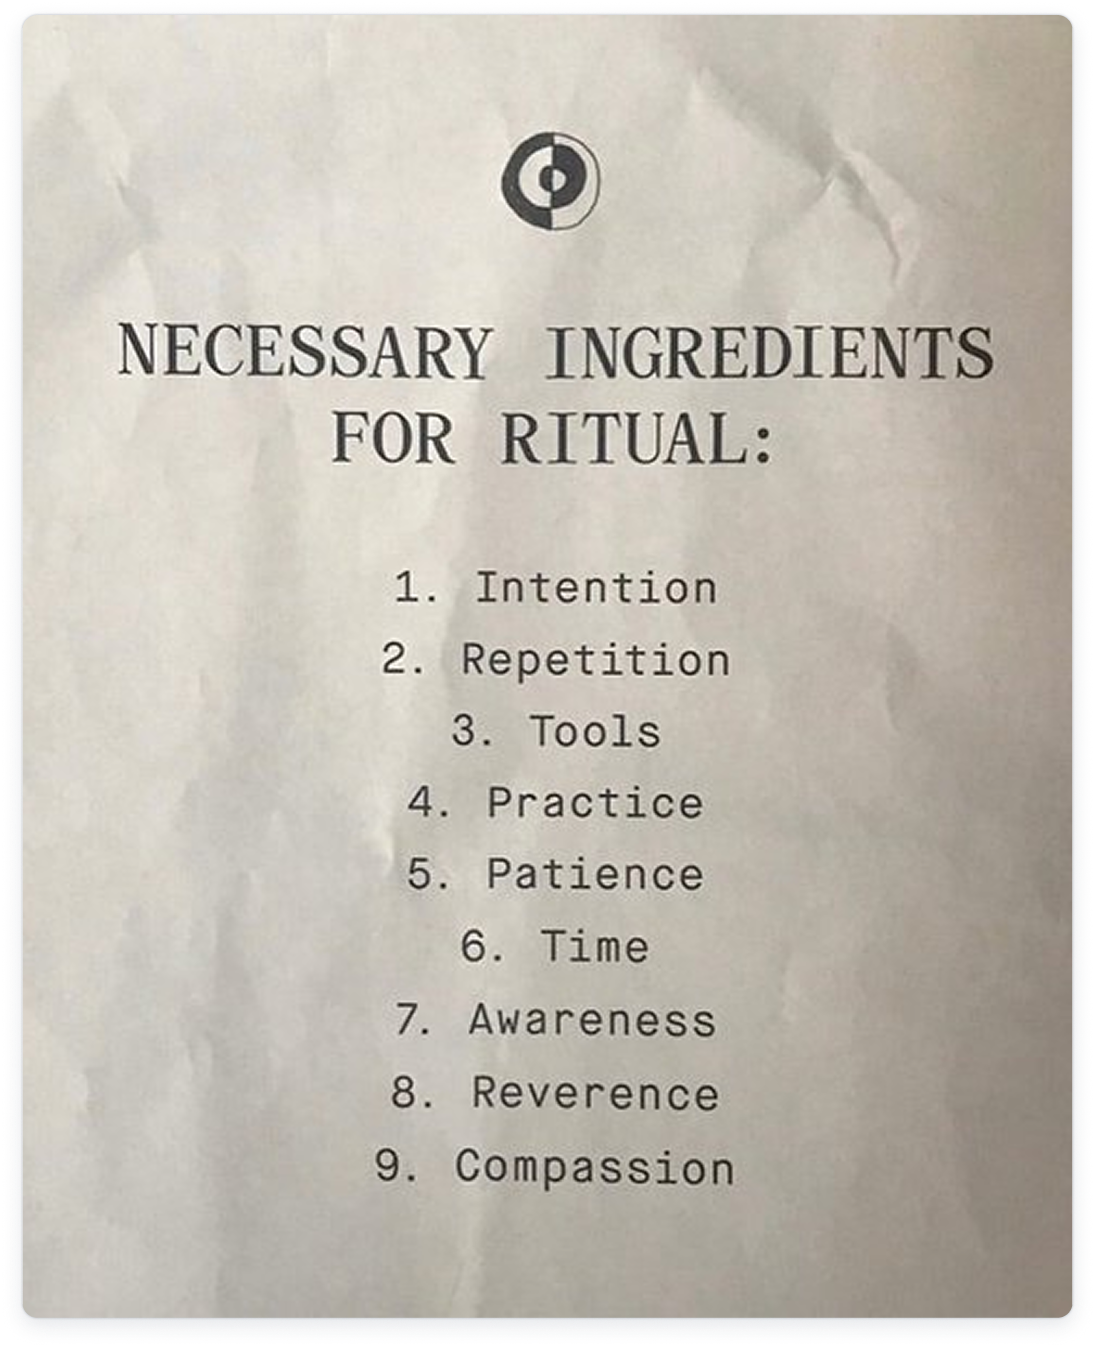 NECESSARY INGREDIENTS
FOR RITUAL:
1. Intention
2. Repetition
3. Tools
4. Practice
5. Patience
6. Time
7. Awareness
8. Reverence
9. Compassion